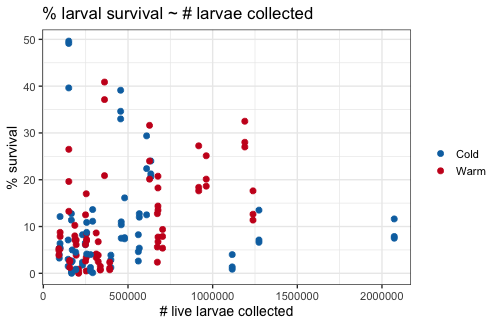 % larval survival ~ # larvae collected
50
40
30
20
10
0
% survival
0
500000
1000000
1500000
2000000
# live larvae collected
Cold
Warm